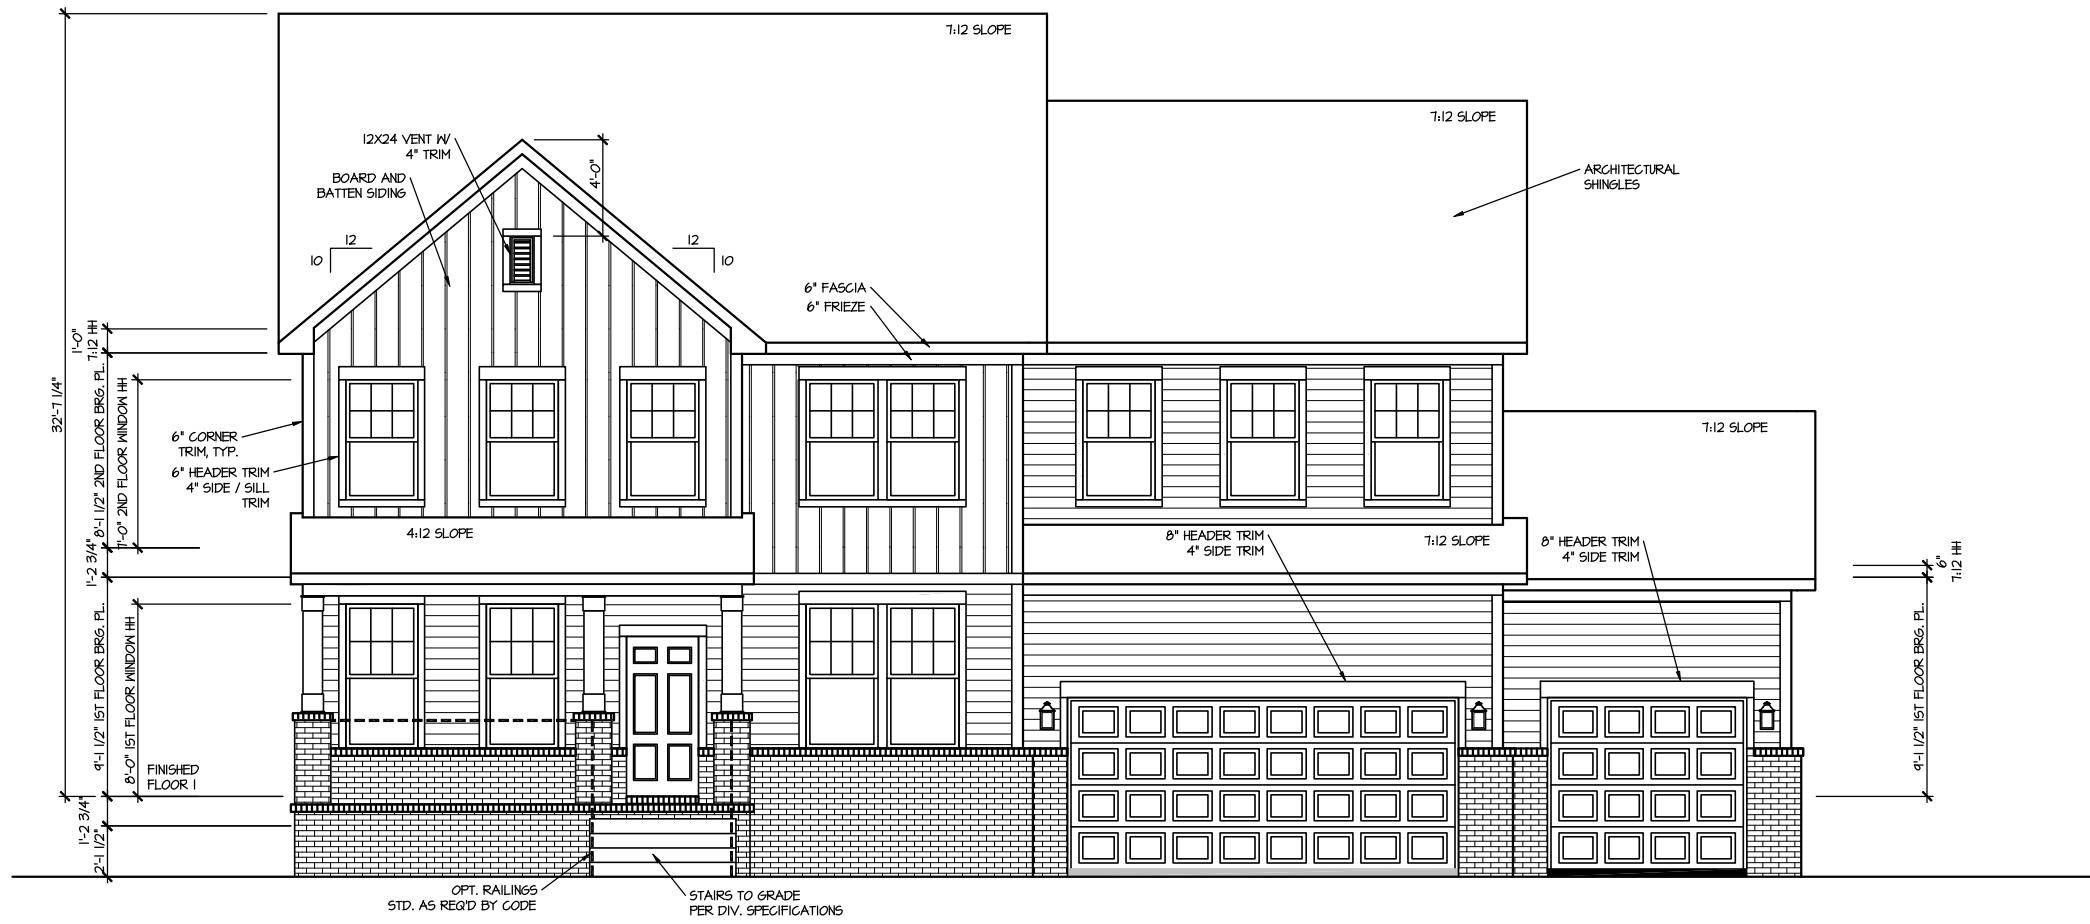 7:12 SLOPE
7:12 SLOPE
12X24 VENT W/
4" TRIM
BOARD AND
BATTEN SIDING
4'-0"
ARCHITECTURAL
SHINGLES
12
10
12
10
6" FASCIA
6" FRIEZE
1'-0"
7:12 HH
32'-7 1/4"
8'-1 1/2" 2ND FLOOR BRG. PL.
7'-0" 2ND FLOOR WINDOW HH
6" CORNER
TRIM, TYP.
6" HEADER TRIM
4" SIDE / SILL
TRIM
7:12 SLOPE
4:12 SLOPE
8" HEADER TRIM
4" SIDE TRIM
7:12 SLOPE
8" HEADER TRIM
4" SIDE TRIM
6"
7:12 HH
1'-2 3/4"
9'-1 1/2" 1ST FLOOR BRG. PL.
8'-0" 1ST FLOOR WINDOW HH
9'-1 1/2" 1ST FLOOR BRG. PL.
FINISHED
FLOOR 1
1'-2 3/4"
2'-1 1/2"
OPT. RAILINGS
STD. AS REQ'D BY CODE
STAIRS TO GRADE
PER DIV. SPECIFICATIONS